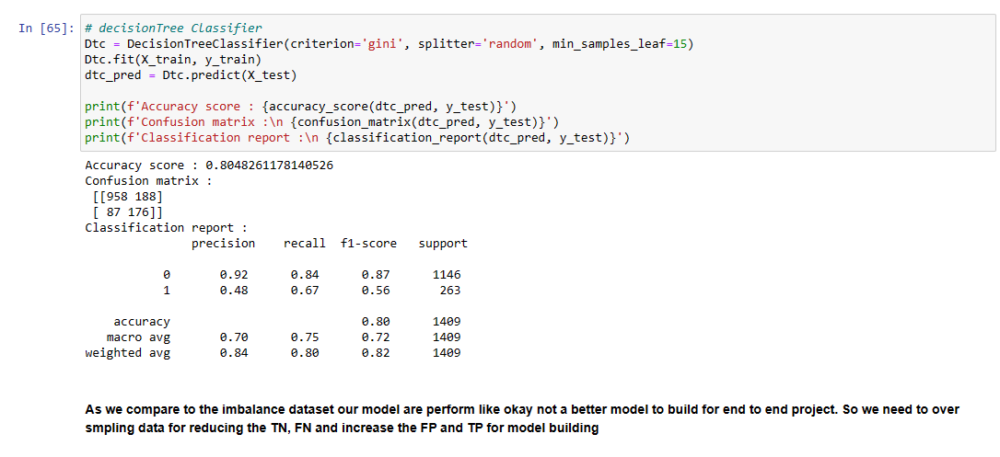 In [65]: # decisionTree Classifier
Dtc = DecisionTreeClassifier(criterion='gini', splitter='random', min_samples_leaf=15)
Dtc.fit(X_train, y_train)
dtc_pred = Dtc.predict(X_test)
print(f'Accuracy score : {accuracy_score(dtc_pred, y_test)}')
print(f'Confusion matrix :\n {confusion_matrix(dtc_pred, y_test)}')
print(f'Classification report :\n {classification_report(dtc_pred, y_test)}')
Accuracy score : 0.8048261178140526
Confusion matrix :
[[958 188]
[ 87 176]]
Classification report :
precision recall f1-score support
0 0.92 0.84 0.87 1146
1 0.48 0.67 0.56 263
accuracy 0.80 1409
macro avg 0.70 0.75 0.72 1409
weighted avg 0.84 0.80 0.82 1409
As we compare to the imbalance dataset our model are perform like okay not a better model to build for end to end project. So we need to over
smpling data for reducing the TN, FN and increase the FP and TP for model building